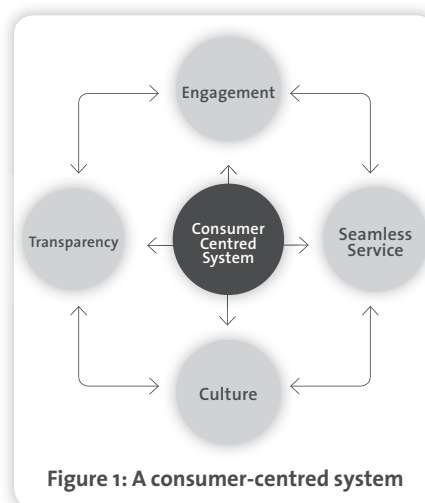 Engagement
Transparency
Consumer
Centred
System
Seamless
Service
Culture
Figure 1: A consumer-centred system